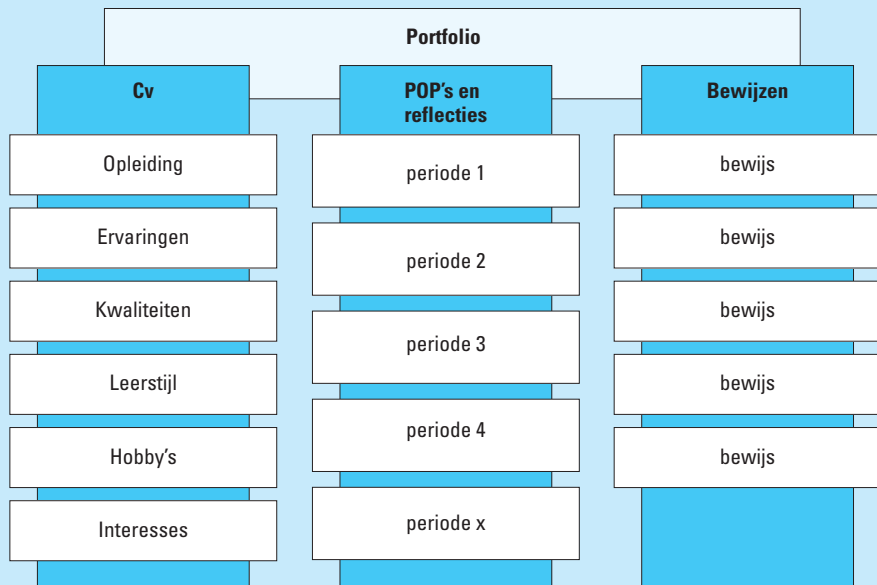 Portfolio
Cv
Opleiding
Ervaringen
Kwaliteiten
Leerstijl
Hobby's
Interesses
POP's en
reflecties
periode 1
periode 2
periode 3
periode 4
periode x
Bewijzen
bewijs
bewijs
bewijs
bewijs
bewijs